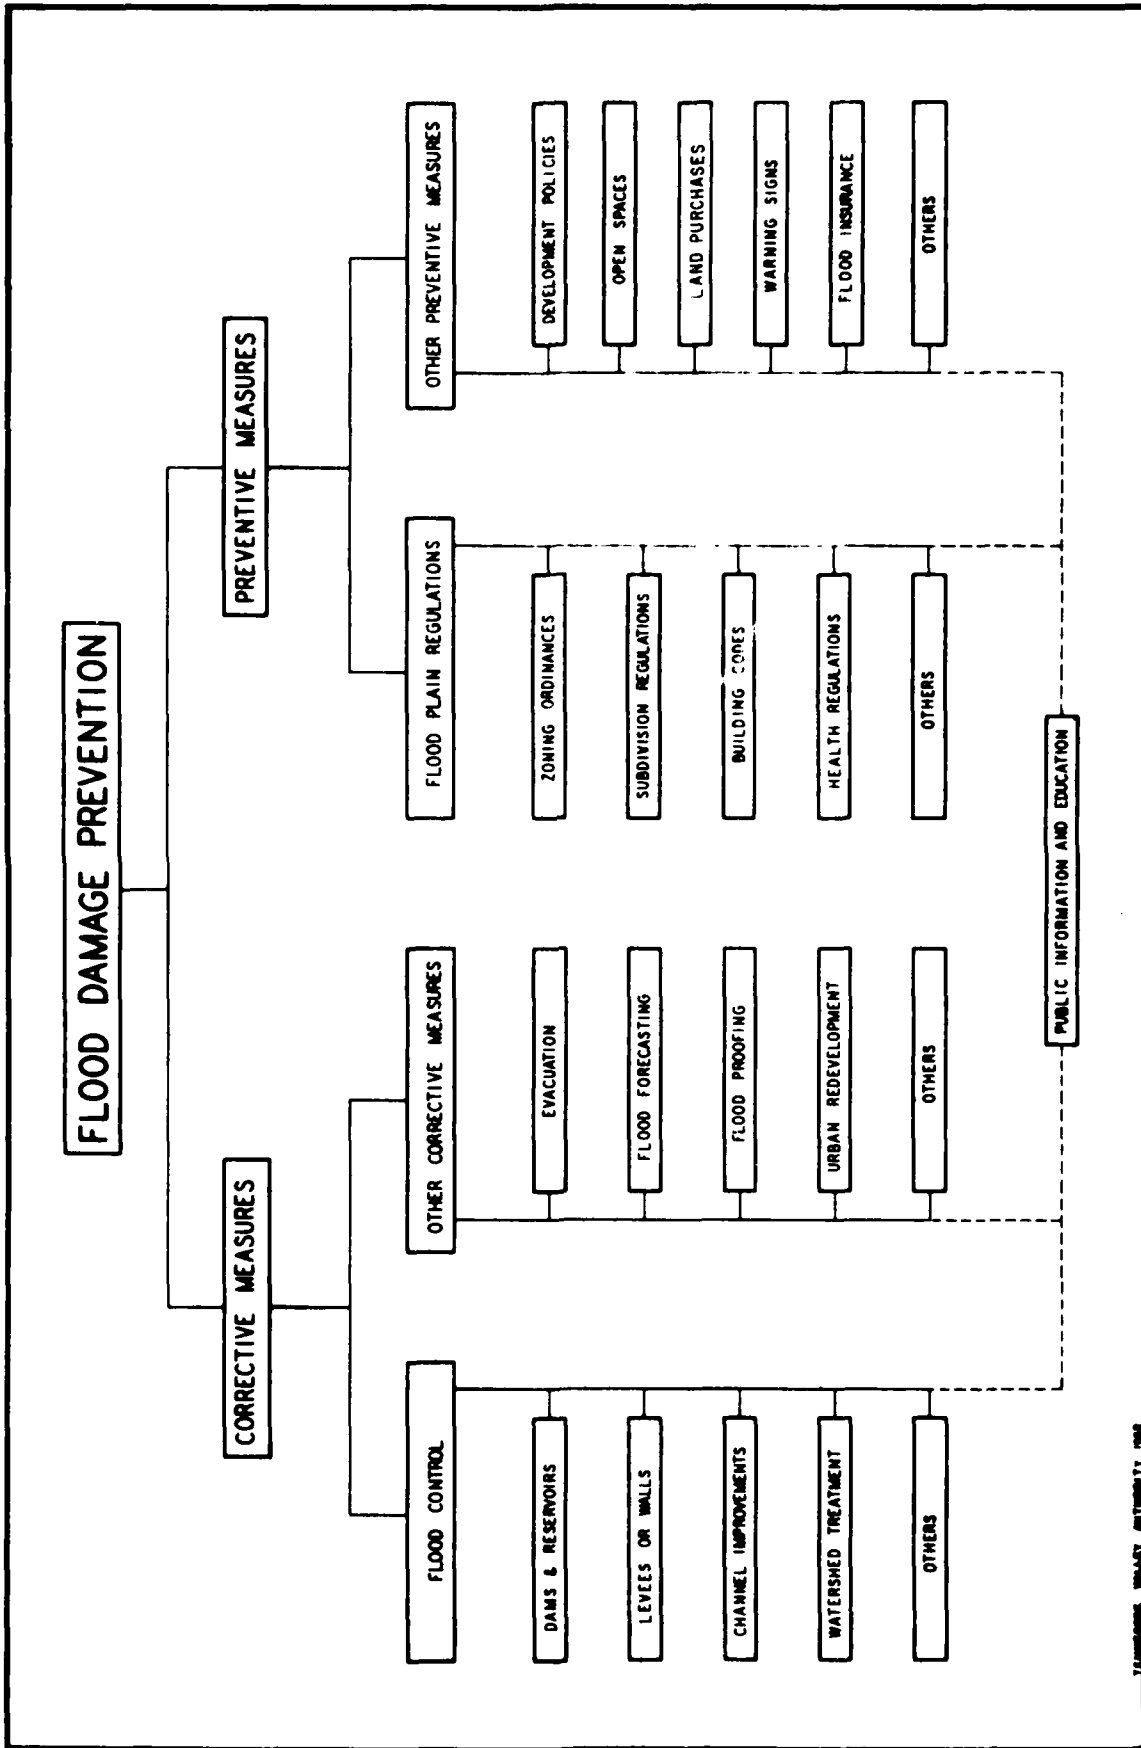 FLOOD DAMAGE PREVENTION
CORRECTIVE MEASURES
PREVENTIVE MEASURES
FLOOD CONTROL
OTHER CORRECTIVE MEASURES
FLOOD PLAIN REGULATIONS
OTHER PREVENTIVE MEASURES
DAMS & RESERVOIRS
LEVEES OR WALLS
CHANNEL IMPROVEMENTS
WATERSHED TREATMENT
OTHERS
EVACUATION
FLOOD FORECASTING
FLOOD PROOFING
URBAN REDEVELOPMENT
OTHERS
ZONING ORDINANCES
SUBDIVISION REGULATIONS
BUILDING CODES
HEALTH REGULATIONS
OTHERS
DEVELOPMENT POLICIES
OPEN SPACES
LAND PURCHASES
WARNING SIGNS
FLOOD INSURANCE
OTHERS
PUBLIC INFORMATION AND EDUCATION
TENNESSEE VALLEY AUTHORITY